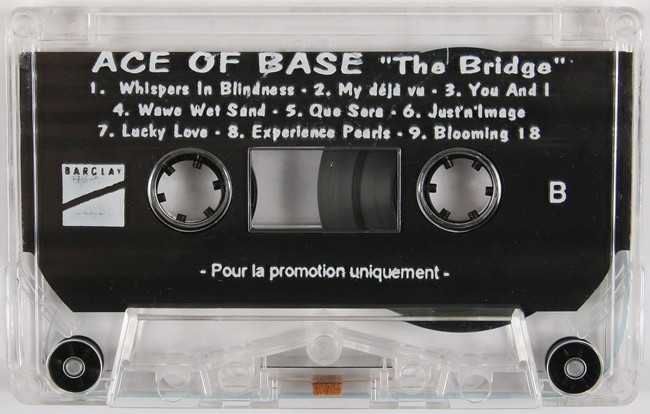 ACE OF BASE "The Bridge"
1. Whispers In Blindness - 2. My déjà vu - 3. You And I
4. Wawe Wet Sand - 5. Que Sera - 6. Just'n'Image
7. Lucky Love - 8. Experience Pearls - 9. Blooming 18
BARCLAY
B
- Pour la promotion uniquement -